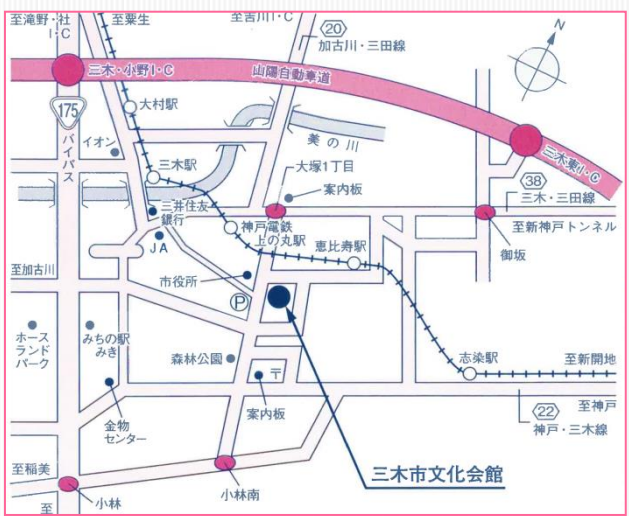 至滝野・社
I・C
至粟生
至吉川I・C
20
加古川・三田線
N
三木・小野I・C
山陽自動車道
175
バイパス
大村駅
イオン
美の川
三木駅
大塚1丁目
案内板
三木東I・C
38
三木・三田線
三井住友
銀行
神戸電鉄
上の丸駅
至新神戸トンネル
JA
恵比寿駅
御坂
至加古川
市役所
P
ホース
ランド
パーク
みちの駅
みき
森林公園
〒
志染駅
至新開地
案内板
至神戸
22
神戸・三木線
金物
センター
三木市文化会館
至稲美
小林
小林南
至